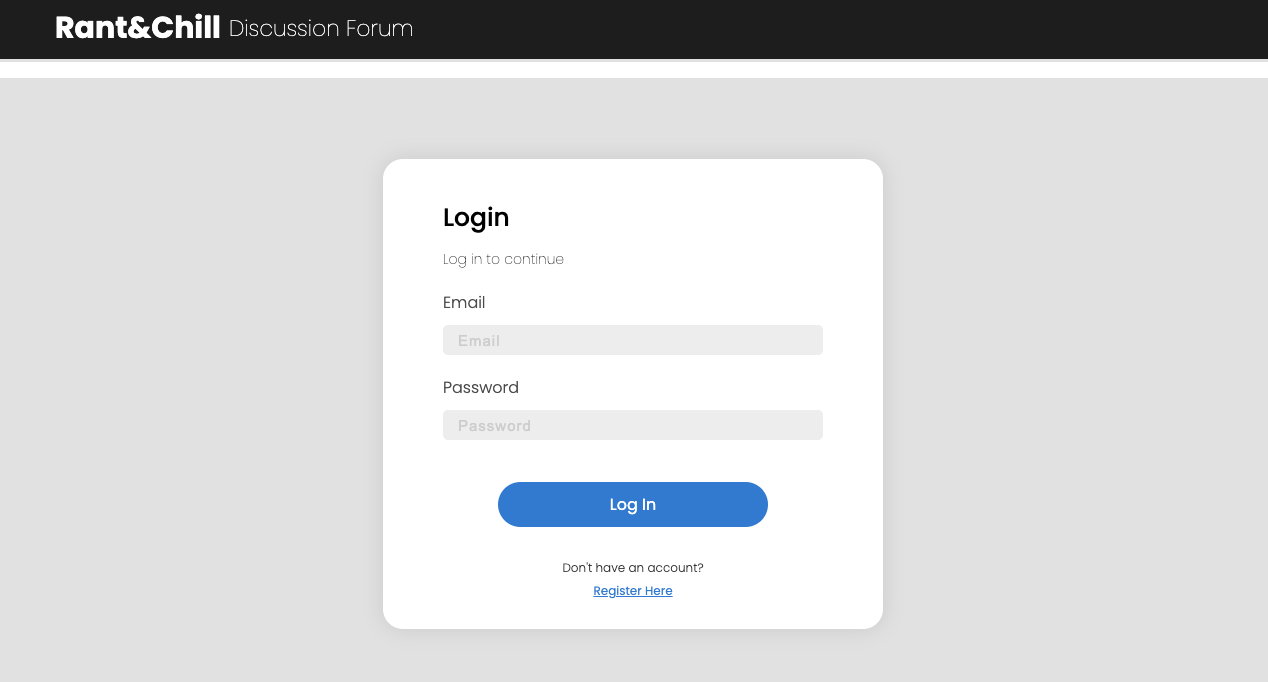 Rant&Chill Discussion Forum
Login
Log in to continue
Email
Email
Password
Password
Log In
Don't have an account?
Register Here